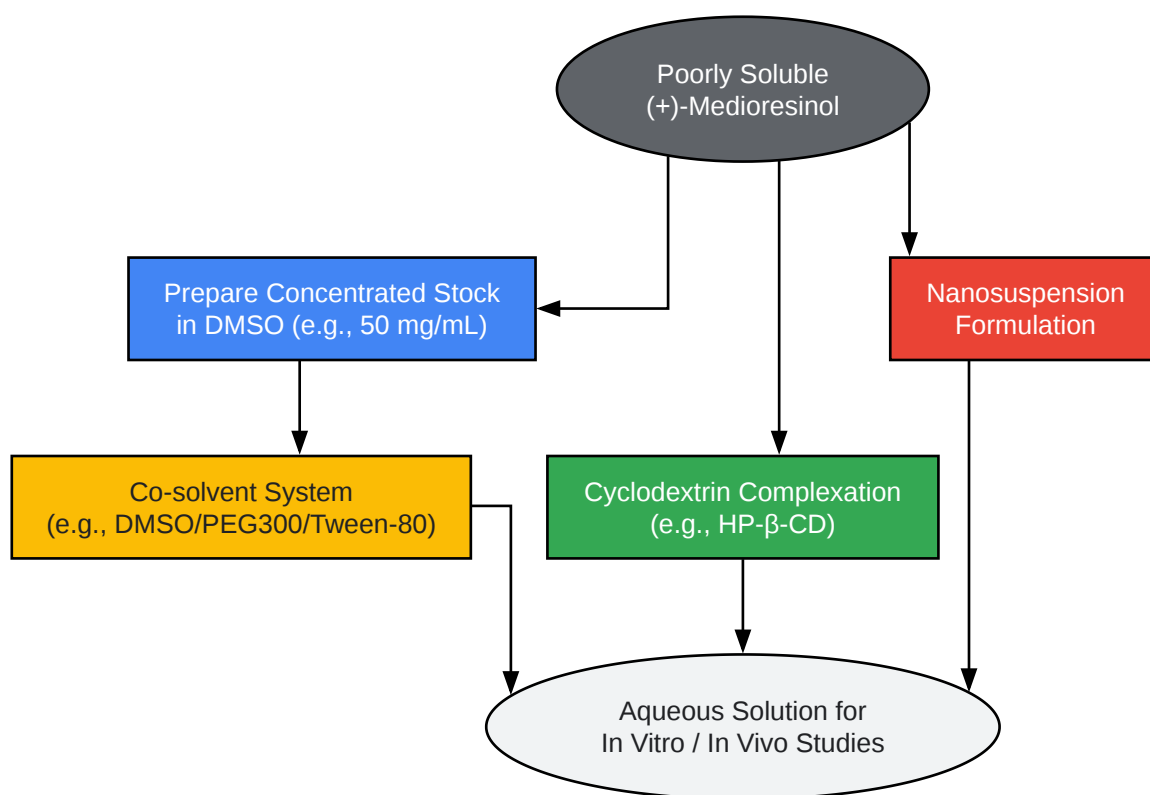 Poorly Soluble
(+)-Medioresinol
Prepare Concentrated Stock
in DMSO (e.g., 50 mg/mL)
Nanosuspension
Formulation
Co-solvent System
(e.g., DMSO/PEG300/Tween-80)
Cyclodextrin Complexation
(e.g., HP-β-CD)
Aqueous Solution for
In Vitro / In Vivo Studies